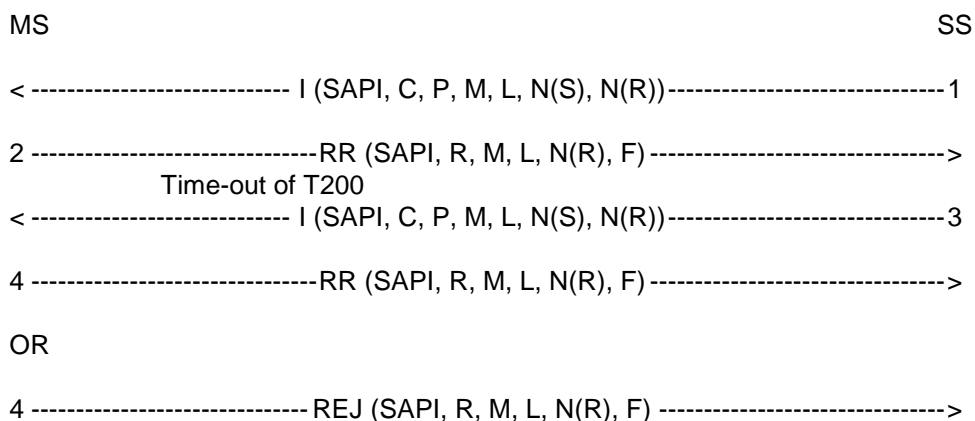 MS SS
< ----------------------------- I (SAPI, C, P, M, L, N(S), N(R))-------------------------------1
2 --------------------------------RR (SAPI, R, M, L, N(R), F) --------------------------------->
Time-out of T200
< ----------------------------- I (SAPI, C, P, M, L, N(S), N(R))-------------------------------3
4 --------------------------------RR (SAPI, R, M, L, N(R), F) --------------------------------->
OR
4 ------------------------------- REJ (SAPI, R, M, L, N(R), F) -------------------------------->